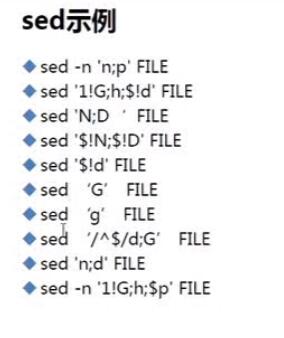 sed示例
◆ sed -n 'n;p' FILE
◆ sed '1!G;h;$!d' FILE
◆ sed 'N;D ‘ FILE
◆ sed '$!N;$!D' FILE
◆ sed '$!d' FILE
◆ sed ‘G’ FILE
◆ sed ‘g’ FILE
◆ sed ‘/^$/d;G’ FILE
◆ sed 'n;d' FILE
◆ sed -n '1!G;h;$p' FILE